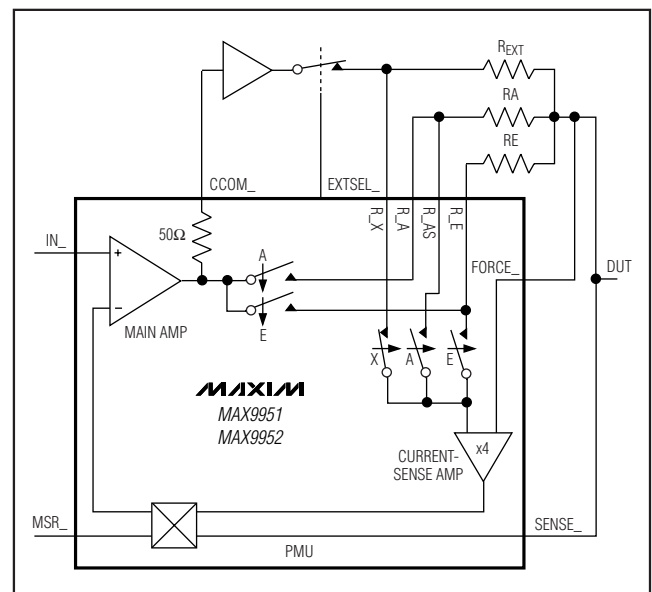 R_EXT
RA
RE
CCOM_
EXTSEL_
R_X
R_A
R_AS
R_E
50Ω
IN_
+
A
FORCE_
DUT
−
MAIN AMP
E
X
A
E
MAXIM
MAX9951
MAX9952
x4
CURRENT-
SENSE AMP
MSR_
SENSE_
PMU